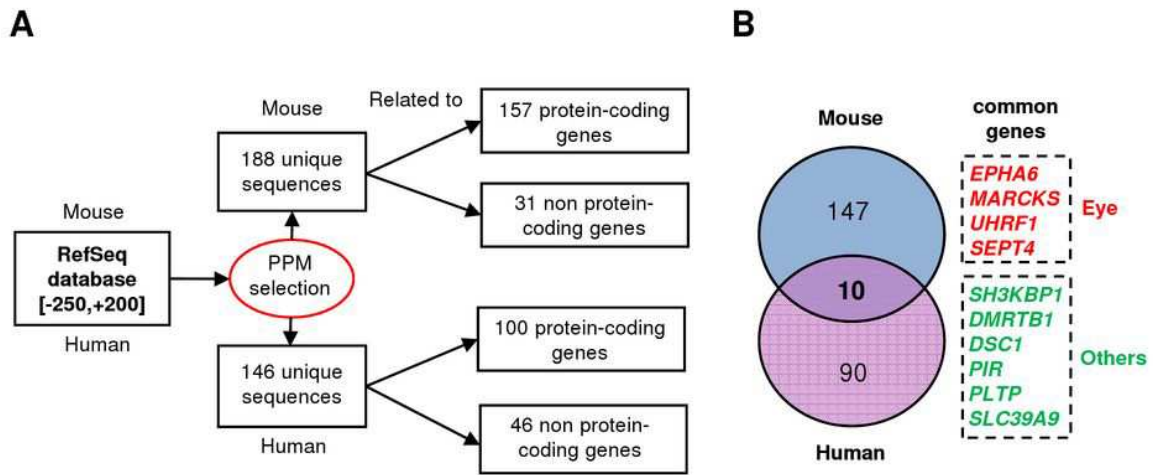 A
Mouse
RefSeq
database
[-250,+200]
Human
PPM
selection
Mouse
188 unique
sequences
146 unique
sequences
Human
Related to
157 protein-coding
genes
31 non protein-
coding genes
100 protein-coding
genes
46 non protein-
coding genes
B
Mouse
147
10
90
Human
common
genes
EPHA6
MARCKS
UHRF1
SEPT4
Eye
SH3KBP1
DMRTB1
DSC1
PIR
PLTP
SLC39A9
Others